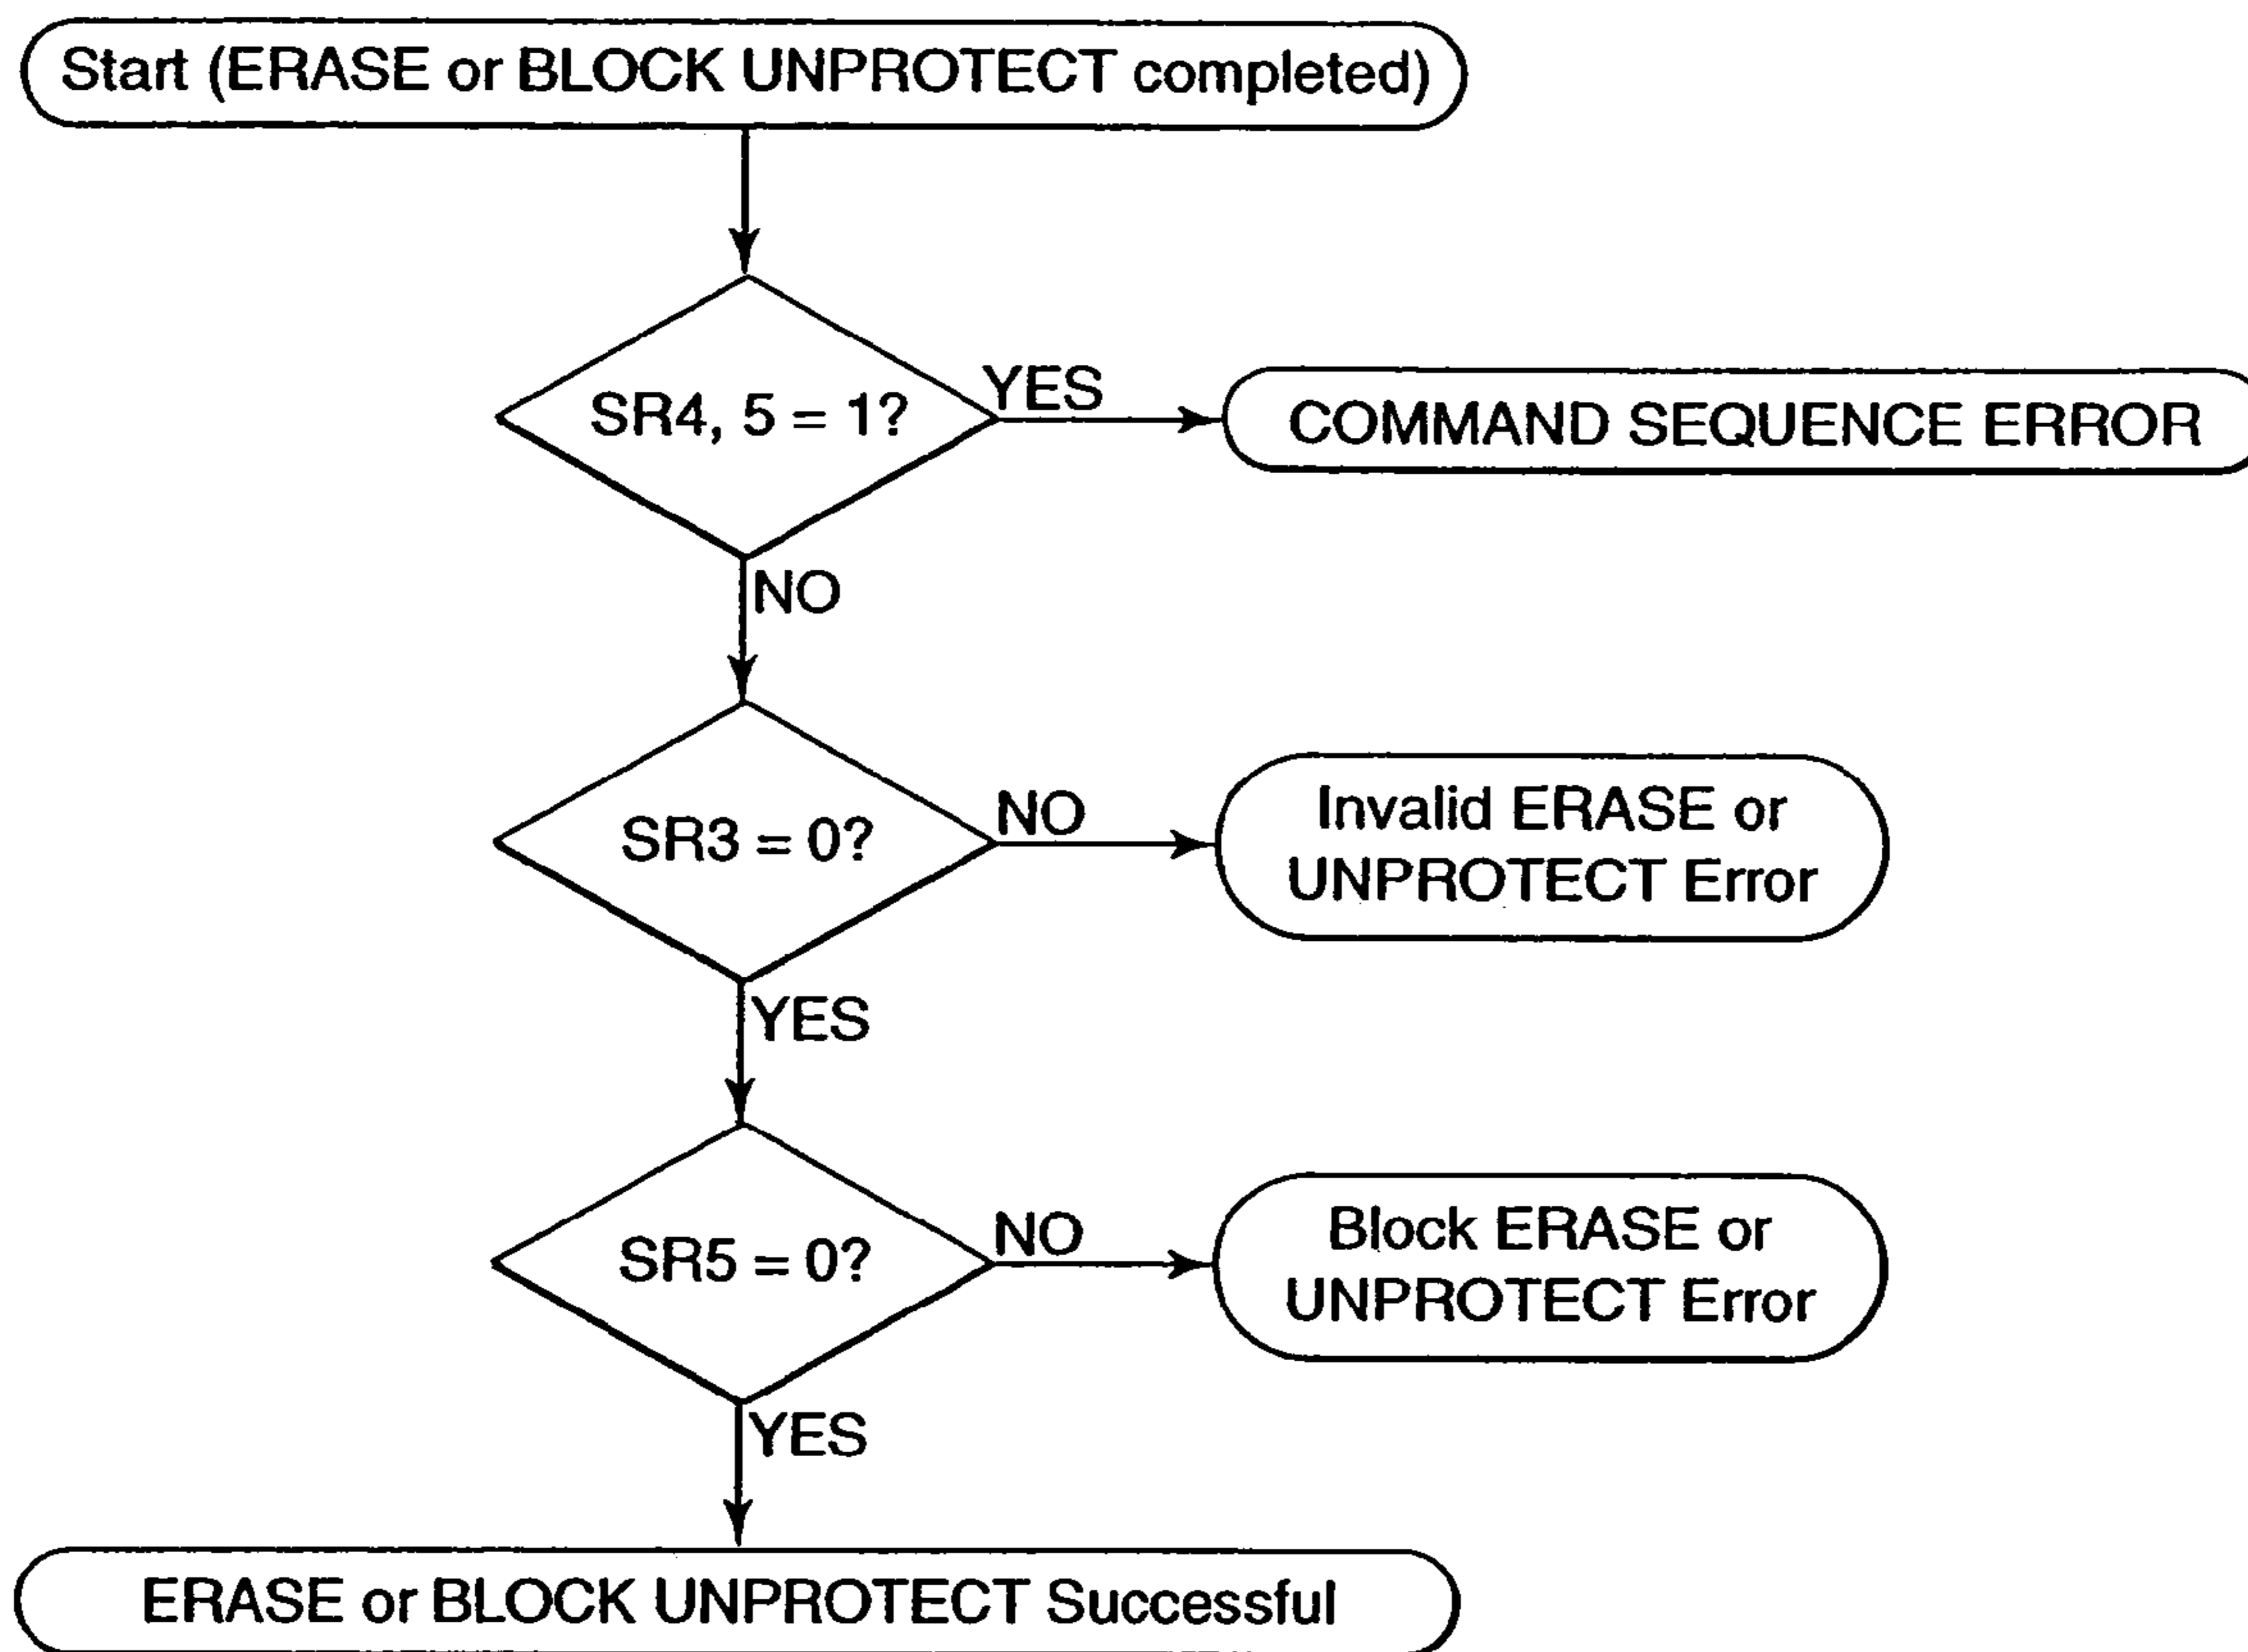 Start (ERASE or BLOCK UNPROTECT completed)
SR4, 5 = 1?
YES
COMMAND SEQUENCE ERROR
NO
SR3 = 0?
NO
Invalid ERASE or
UNPROTECT Error
YES
SR5 = 0?
NO
Block ERASE or
UNPROTECT Error
YES
ERASE or BLOCK UNPROTECT Successful